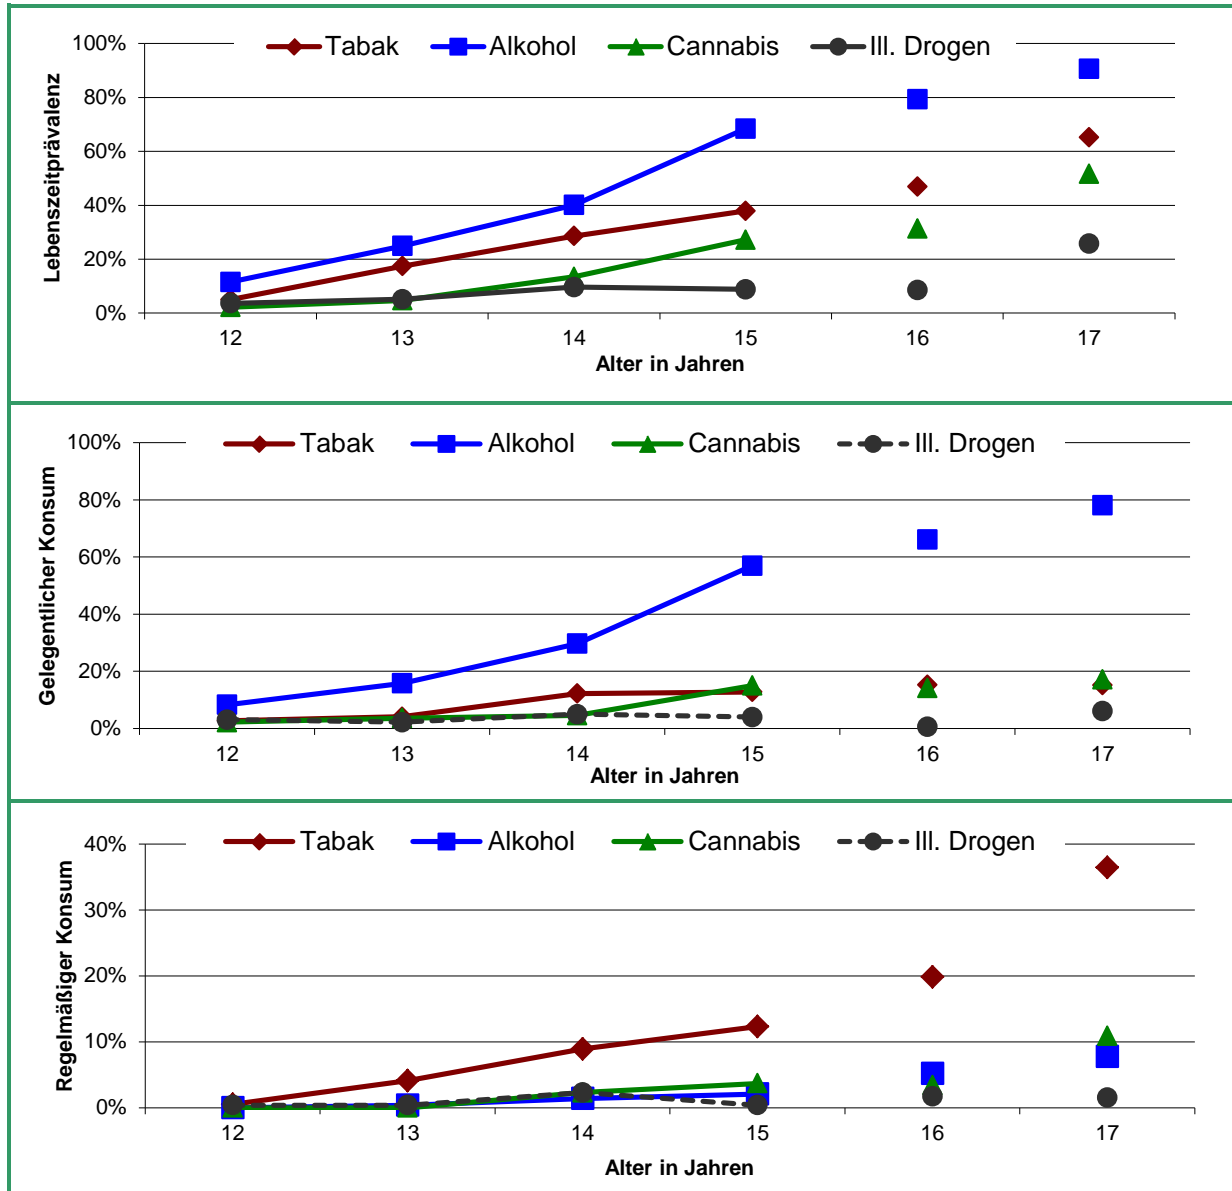 Tabak Alkohol Cannabis Ill. Drogen
Lebenszeitprävalenz
100%
80%
60%
40%
20%
0%
12 13 14 15 16 17
Alter in Jahren
Tabak Alkohol Cannabis Ill. Drogen
Gelegentlicher Konsum
100%
80%
60%
40%
20%
0%
12 13 14 15 16 17
Alter in Jahren
Tabak Alkohol Cannabis Ill. Drogen
Regelmäßiger Konsum
40%
30%
20%
10%
0%
12 13 14 15 16 17
Alter in Jahren